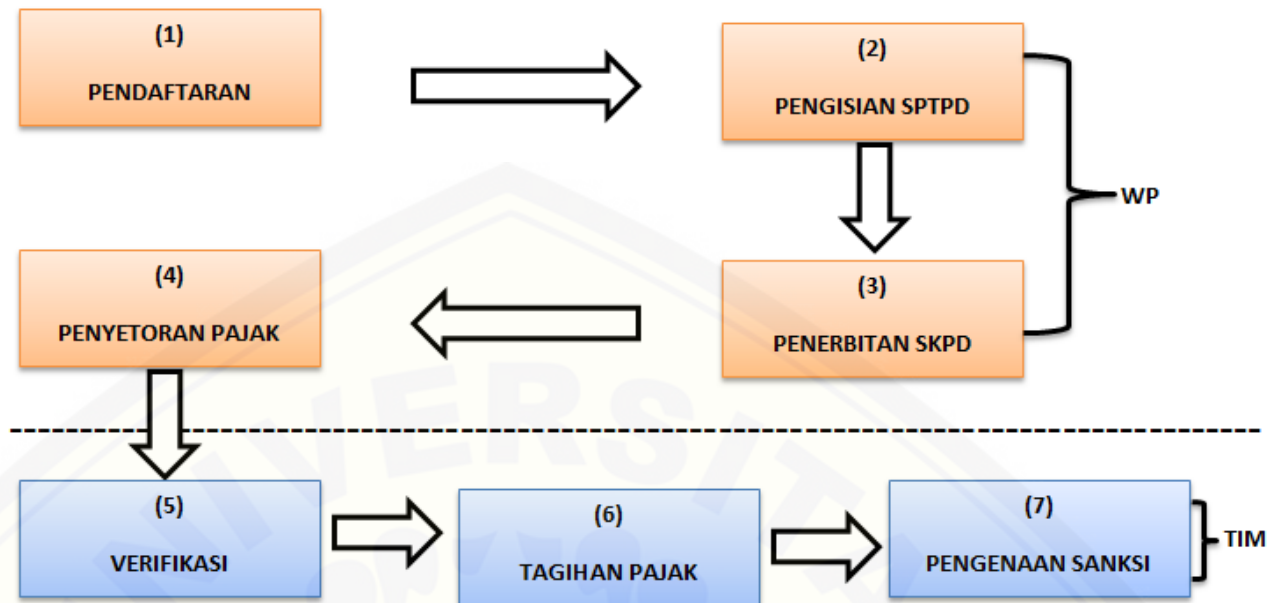 (1)
PENDAFTARAN
(2)
PENGISIAN SPTPD
WP
(3)
PENERBITAN SKPD
(4)
PENYETORAN PAJAK
(5)
VERIFIKASI
(6)
TAGIHAN PAJAK
(7)
PENGENAAN SANKSI
TIM
UNIVERSITA